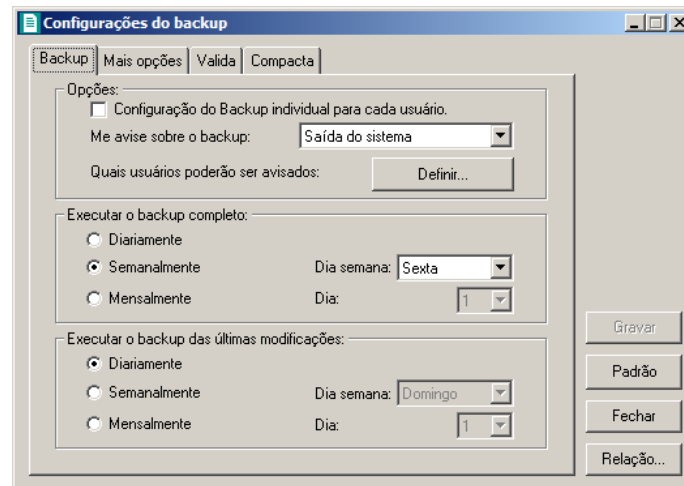 Configurações do backup
Backup Mais opções Valida Compacta
Opções:
Configuração do Backup individual para cada usuário.
Me avise sobre o backup: Saída do sistema
Quais usuários poderão ser avisados: Definir...
Executar o backup completo:
Diariamente
Semanalmente Dia semana: Sexta
Mensalmente Dia: 1
Executar o backup das últimas modificações:
Diariamente
Semanalmente Dia semana: Domingo
Mensalmente Dia: 1
Gravar
Padrão
Fechar
Relação...